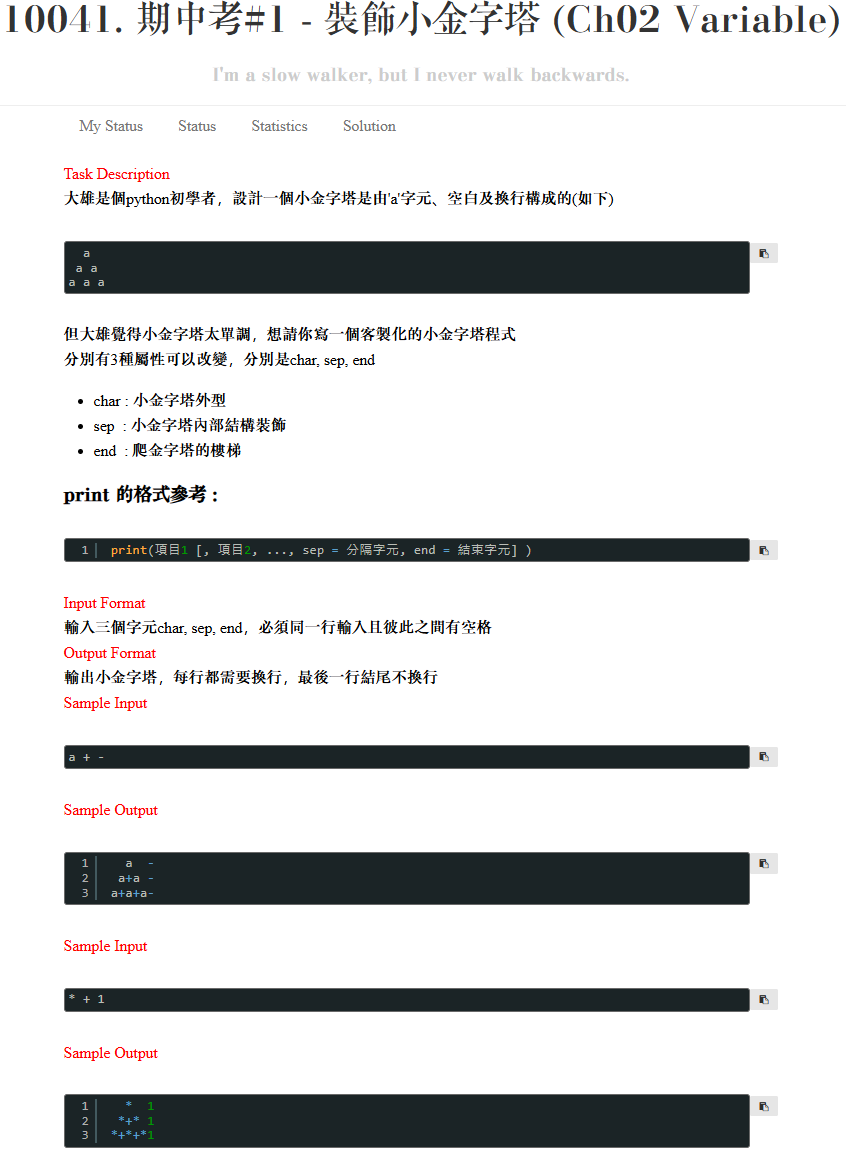 10041. 期中考#1 - 裝飾小金字塔 (Ch02 Variable)
I'm a slow walker, but I never walk backwards.
My Status Status Statistics Solution
Task Description
大雄是個python初學者，設計一個小金字塔是由'a'字元、空白及換行構成的(如下)
  a
 a a
a a a
但大雄覺得小金字塔太單調，想請你寫一個客製化的小金字塔程式
分別有3種屬性可以改變，分別是char, sep, end
• char : 小金字塔外型
• sep : 小金字塔內部結構裝飾
• end : 爬金字塔的樓梯
print 的格式參考：
1 print(項目1 [, 項目2, ..., sep = 分隔字元, end = 結束字元] )
Input Format
輸入三個字元char, sep, end，必須同一行輸入且彼此之間有空格
Output Format
輸出小金字塔，每行都需要換行，最後一行結尾不換行
Sample Input
a + -
Sample Output
1   a  -
2  a+a -
3 a+a+a-
Sample Input
* + 1
Sample Output
1   *  1
2  *+* 1
3 *+*+*1